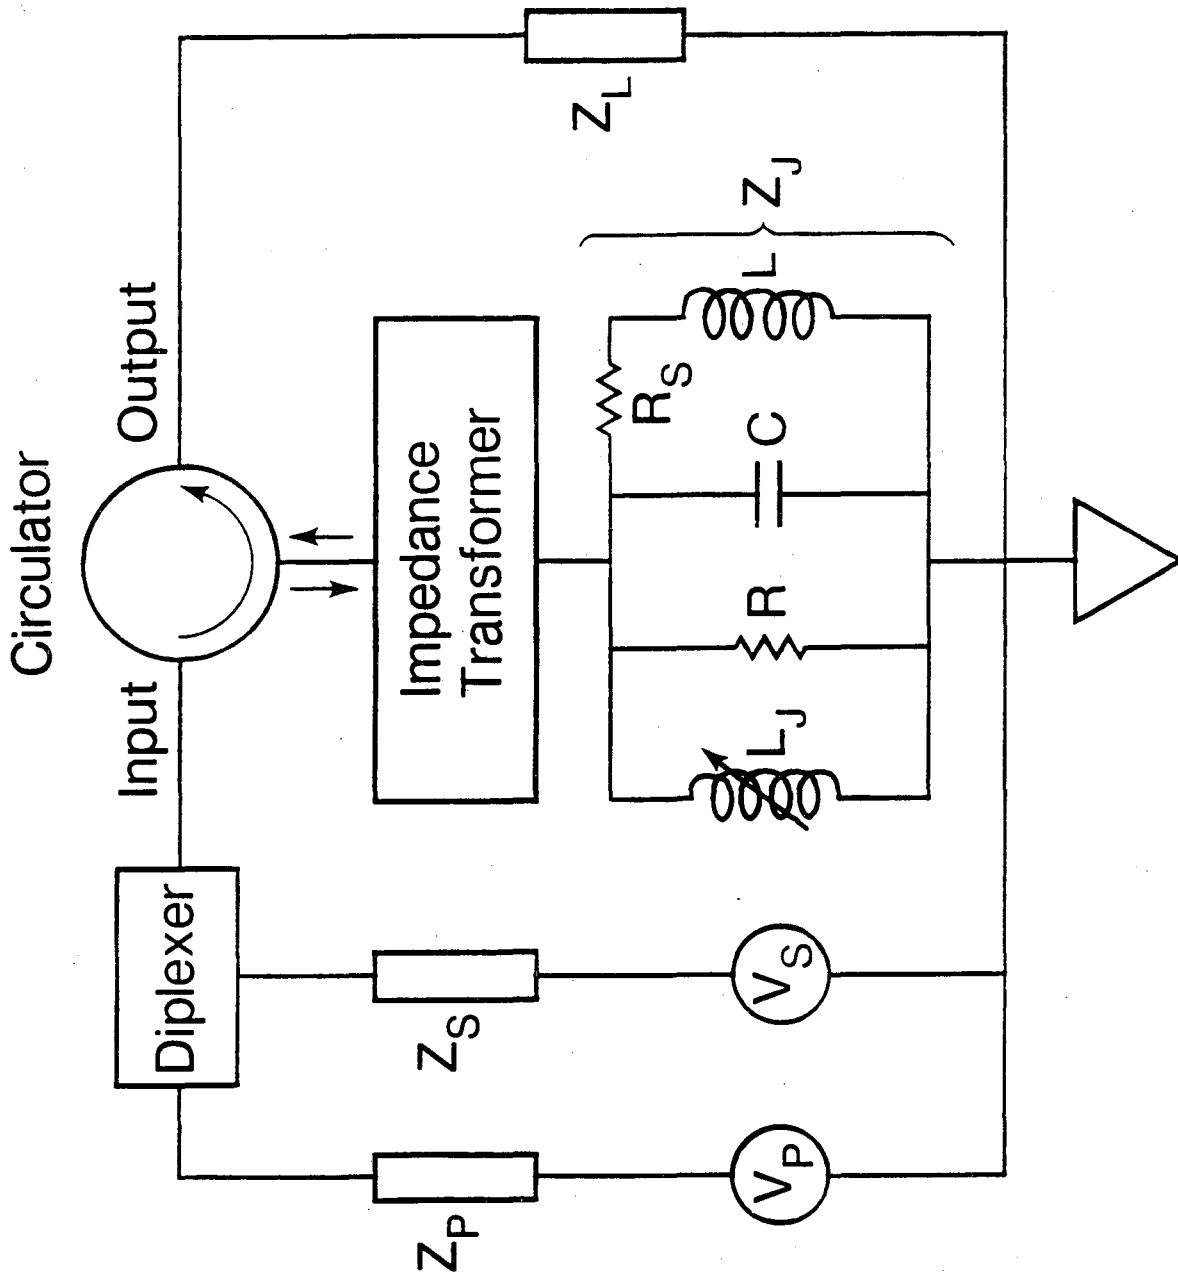 Circulator
Input
Output
Diplexer
Impedance
Transformer
Z_P
Z_S
Z_L
V_P
V_S
L_J
R
C
R_S
L
Z_J